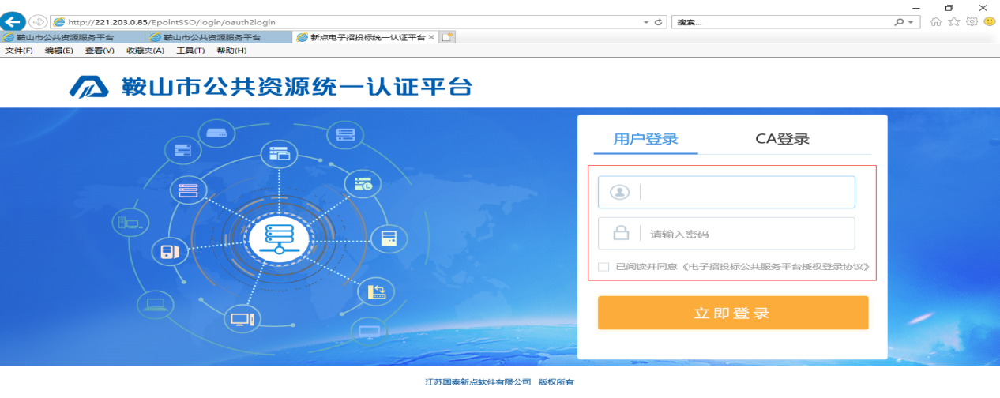 http://221.203.0.85/EpointSSO/login/oauth2login
搜索...
鞍山市公共资源服务平台
鞍山市公共资源服务平台
新点电子招投标统一认证平台
文件(F) 编辑(E) 查看(V) 收藏夹(A) 工具(T) 帮助(H)
鞍山市公共资源统一认证平台
用户登录
CA登录
请输入密码
已阅读并同意《电子招投标公共服务平台授权登录协议》
立即登录
江苏国泰新点软件有限公司 版权所有